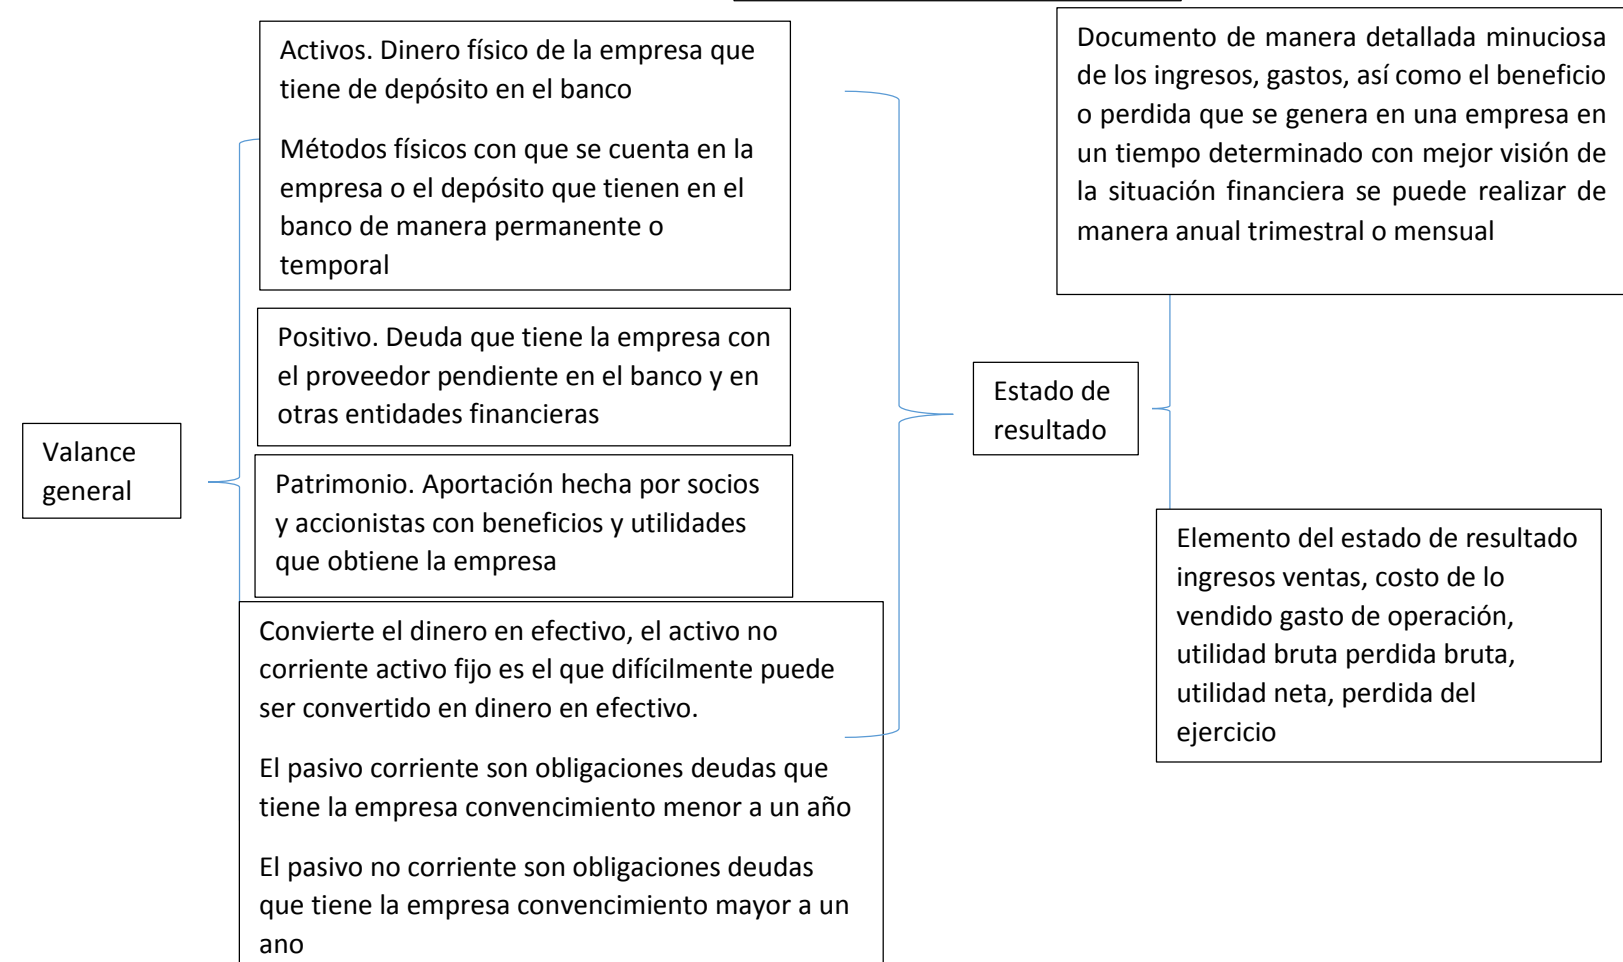 Valance
general
Activos. Dinero físico de la empresa que
tiene de depósito en el banco
Métodos físicos con que se cuenta en la
empresa o el depósito que tienen en el
banco de manera permanente o
temporal
Positivo. Deuda que tiene la empresa con
el proveedor pendiente en el banco y en
otras entidades financieras
Patrimonio. Aportación hecha por socios
y accionistas con beneficios y utilidades
que obtiene la empresa
Convierte el dinero en efectivo, el activo no
corriente activo fijo es el que difícilmente puede
ser convertido en dinero en efectivo.
El pasivo corriente son obligaciones deudas que
tiene la empresa convencimiento menor a un año
El pasivo no corriente son obligaciones deudas
que tiene la empresa convencimiento mayor a un
ano
Estado de
resultado
Documento de manera detallada minuciosa
de los ingresos, gastos, así como el beneficio
o perdida que se genera en una empresa en
un tiempo determinado con mejor visión de
la situación financiera se puede realizar de
manera anual trimestral o mensual
Elemento del estado de resultado
ingresos ventas, costo de lo
vendido gasto de operación,
utilidad bruta perdida bruta,
utilidad neta, perdida del
ejercicio